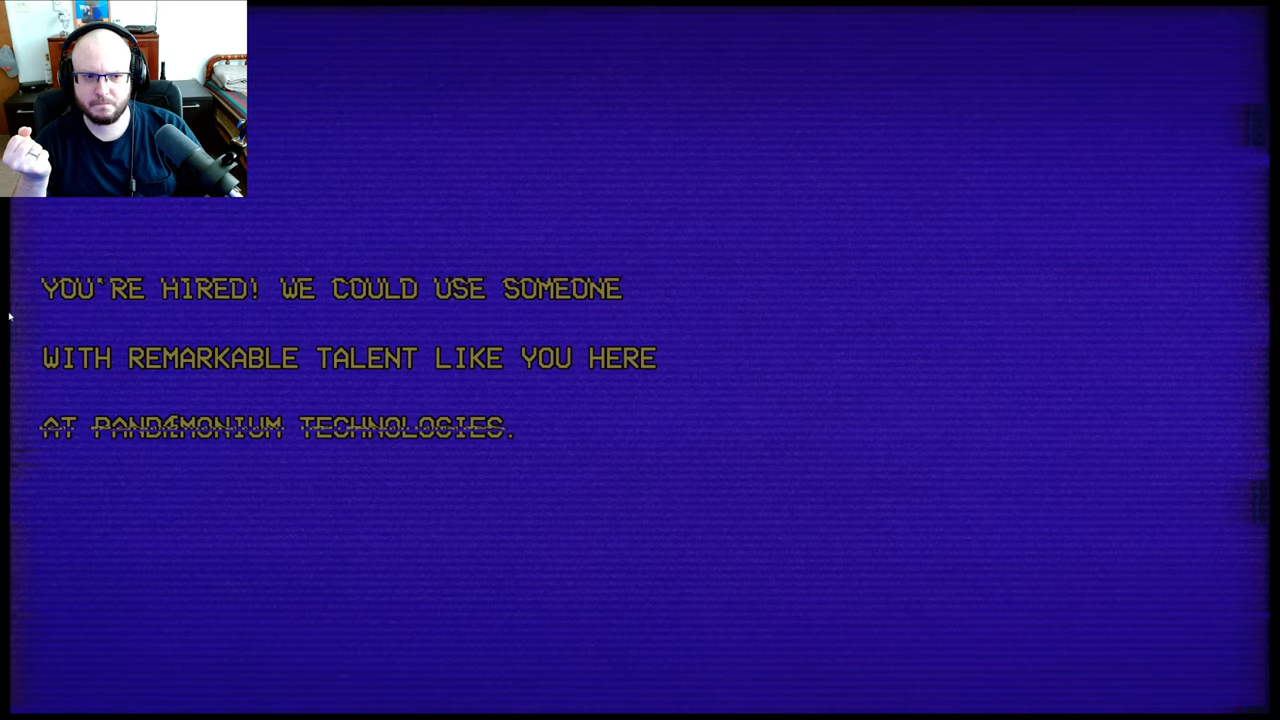 YOU'RE HIRED! WE COULD USE SOMEONE
WITH REMARKABLE TALENT LIKE YOU HERE
AT PANDÆMONIUM TECHNOLOGIES.